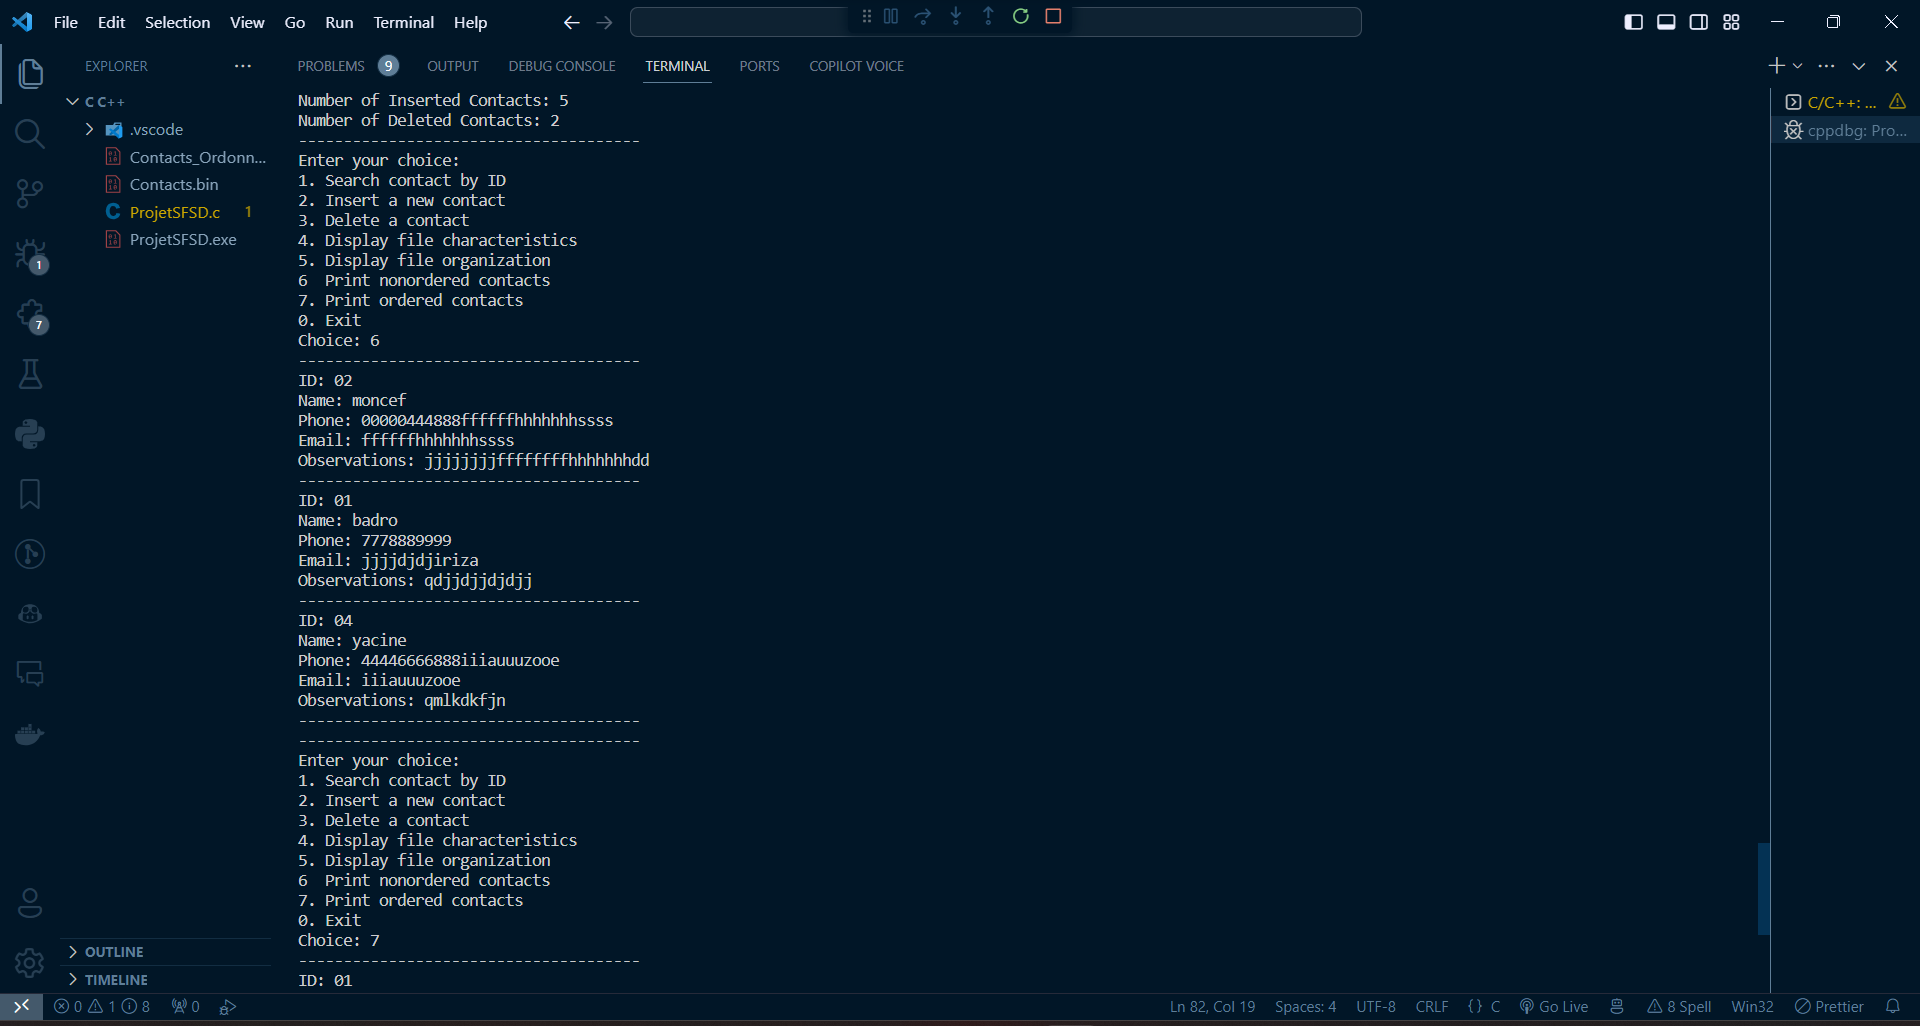 File Edit Selection View Go Run Terminal Help
EXPLORER
C C++
.vscode
Contacts_Ordonn...
Contacts.bin
ProjetSFSD.c 1
ProjetSFSD.exe
1
7
OUTLINE
TIMELINE
PROBLEMS 9 OUTPUT DEBUG CONSOLE TERMINAL PORTS COPILOT VOICE
Number of Inserted Contacts: 5
Number of Deleted Contacts: 2
--------------------------------------
Enter your choice:
1. Search contact by ID
2. Insert a new contact
3. Delete a contact
4. Display file characteristics
5. Display file organization
6  Print nonordered contacts
7. Print ordered contacts
0. Exit
Choice: 6
--------------------------------------
ID: 02
Name: moncef
Phone: 00000444888ffffffhhhhhhhssss
Email: ffffffhhhhhhhssss
Observations: jjjjjjjjffffffffhhhhhhhdd
--------------------------------------
ID: 01
Name: badro
Phone: 7778889999
Email: jjjjdjdjiriza
Observations: qdjjdjjdjdjj
--------------------------------------
ID: 04
Name: yacine
Phone: 44446666888iiiauuuzooe
Email: iiiauuuzooe
Observations: qmlkdkfjn
--------------------------------------
--------------------------------------
Enter your choice:
1. Search contact by ID
2. Insert a new contact
3. Delete a contact
4. Display file characteristics
5. Display file organization
6  Print nonordered contacts
7. Print ordered contacts
0. Exit
Choice: 7
--------------------------------------
ID: 01
C/C++: ...
cppdbg: Pro...
0 1 8 0 Ln 82, Col 19 Spaces: 4 UTF-8 CRLF {} C Go Live 8 Spell Win32 Prettier